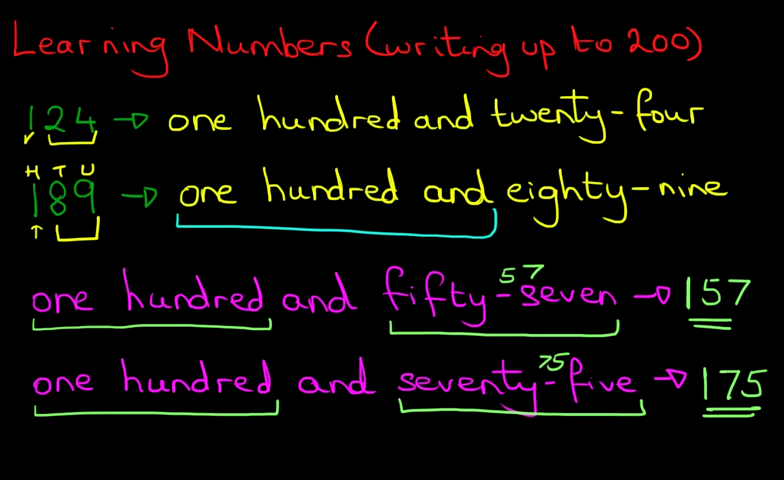 Learning Numbers (writing up to 200)
124 → one hundred and twenty-four
H T U
189 → one hundred and eighty-nine
57
one hundred and fifty-seven → 157
75
one hundred and seventy-five → 175